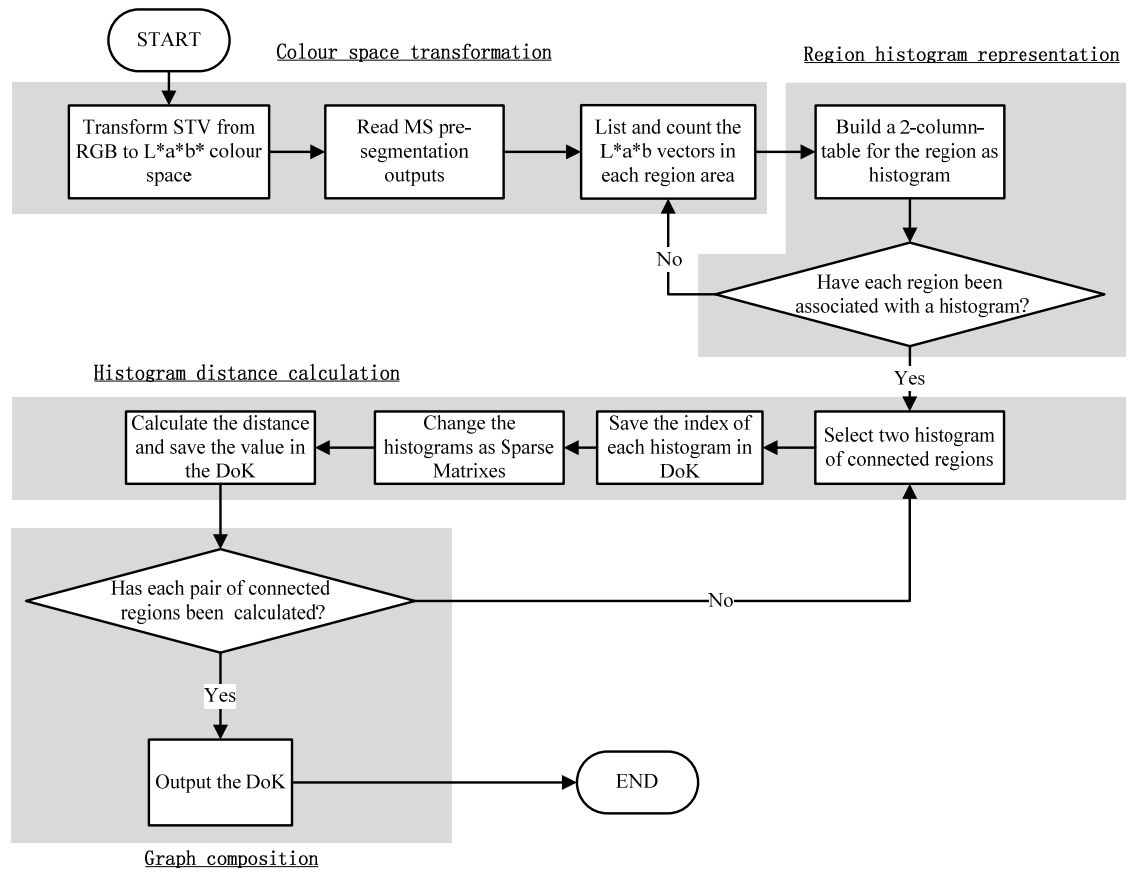 START
Colour space transformation
Region histogram representation
Transform STV from
RGB to L*a*b* colour
space
Read MS pre-
segmentation
outputs
List and count the
L*a*b vectors in
each region area
Build a 2-column-
table for the region as
histogram
No
Have each region been
associated with a histogram?
Yes
Histogram distance calculation
Calculate the distance
and save the value in
the DoK
Change the
histograms as Sparse
Matrixes
Save the index of
each histogram in
DoK
Select two histogram
of connected regions
Has each pair of connected
regions been calculated?
No
Yes
Output the DoK
END
Graph composition